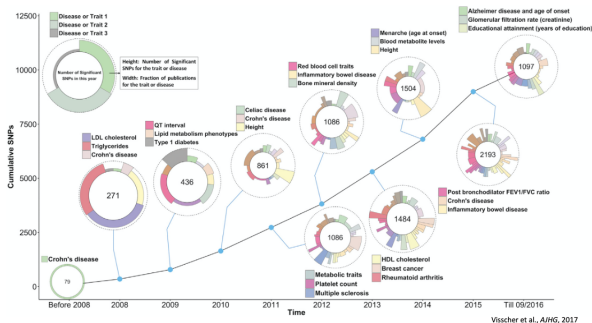 Disease or Trait 1
Disease or Trait 2
Disease or Trait 3
Number of Significant
SNPs in this year
Height: Number of Significant
SNPs for the trait or disease
Width: Fraction of publications
for the trait or disease
Cumulative SNPs
12500
10000
7500
5000
2500
0
Crohn's disease
79
LDL cholesterol
Triglycerides
Crohn's disease
271
QT interval
Lipid metabolism phenotypes
Type 1 diabetes
436
Celiac disease
Crohn's disease
Height
861
Red blood cell traits
Inflammatory bowel disease
Bone mineral density
1086
1086
Metabolic traits
Platelet count
Multiple sclerosis
Menarche (age at onset)
Blood metabolite levels
Height
1504
1484
HDL cholesterol
Breast cancer
Rheumatoid arthritis
Alzheimer disease and age of onset
Glomerular filtration rate (creatinine)
Educational attainment (years of education)
1097
2193
Post bronchodilator FEV1/FVC ratio
Crohn's disease
Inflammatory bowel disease
Before 2008
2008
2009
2010
2011
2012
2013
2014
2015
Till 09/2016
Time
Visscher et al., AJHG, 2017